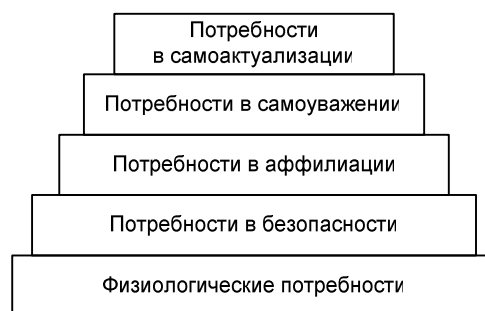 Потребности
в самоактуализации
Потребности в самоуважении
Потребности в аффилиации
Потребности в безопасности
Физиологические потребности